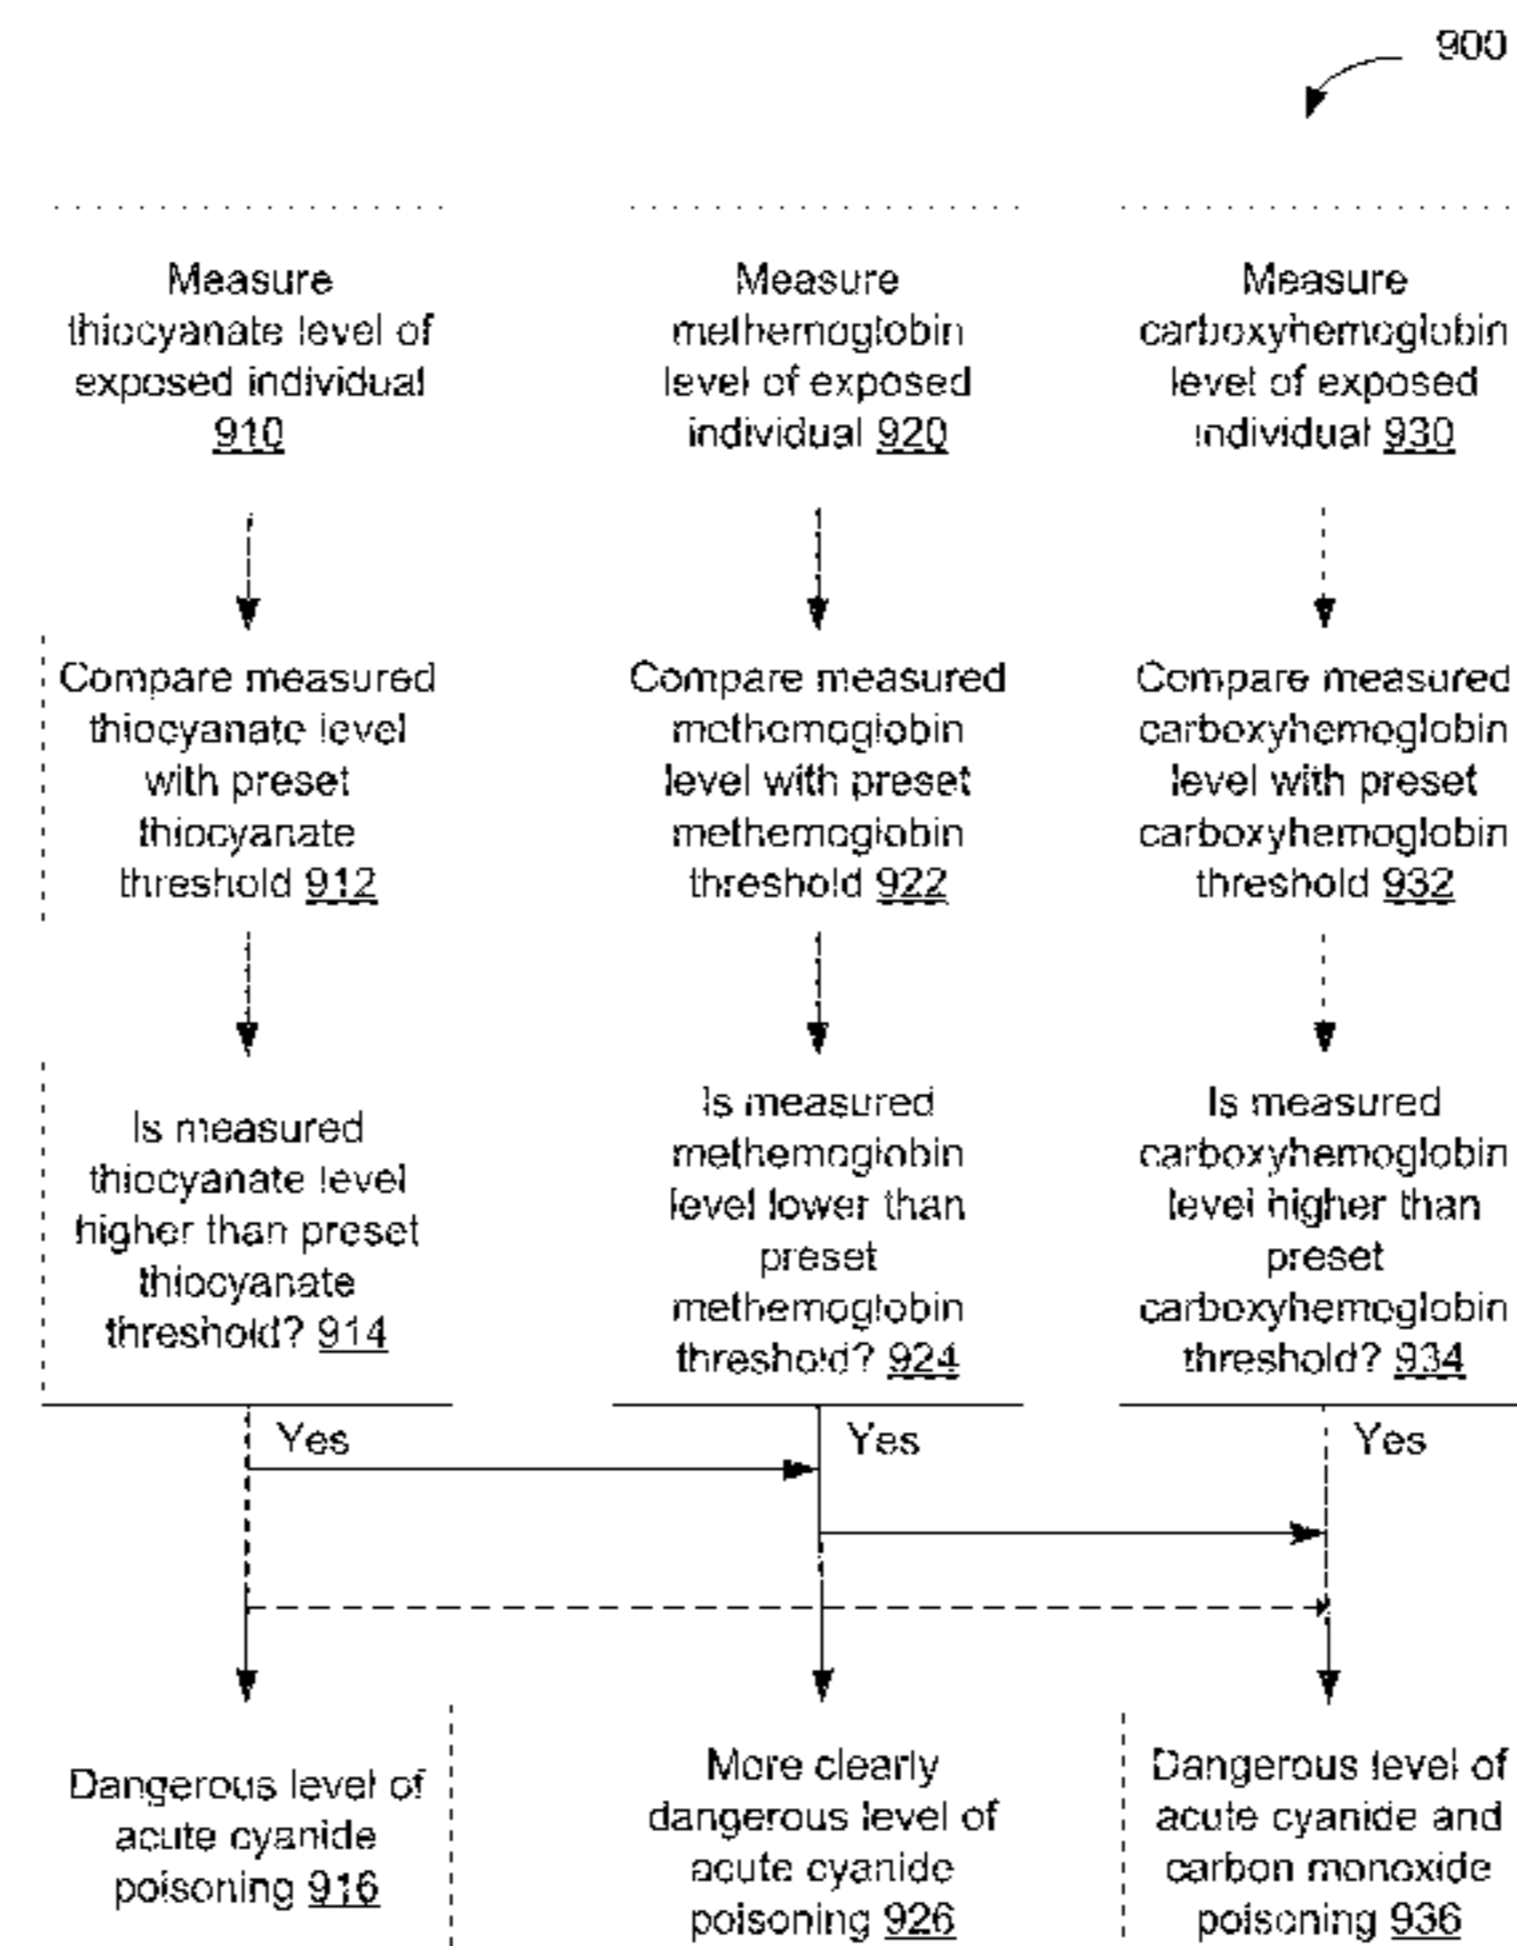 900
Measure
thiocyanate level of
exposed individual
910
Measure
methemoglobin
level of exposed
individual 920
Measure
carboxyhemoglobin
level of exposed
individual 930
Compare measured
thiocyanate level
with preset
thiocyanate
threshold 912
Compare measured
methemoglobin
level with preset
methemoglobin
threshold 922
Compare measured
carboxyhemoglobin
level with preset
carboxyhemoglobin
threshold 932
Is measured
thiocyanate level
higher than preset
thiocyanate
threshold? 914
Is measured
methemoglobin
level lower than
preset
methemoglobin
threshold? 924
Is measured
carboxyhemoglobin
level higher than
preset
carboxyhemoglobin
threshold? 934
Yes
Yes
Yes
Dangerous level of
acute cyanide
poisoning 916
More clearly
dangerous level of
acute cyanide
poisoning 926
Dangerous level of
acute cyanide and
carbon monoxide
poisoning 936